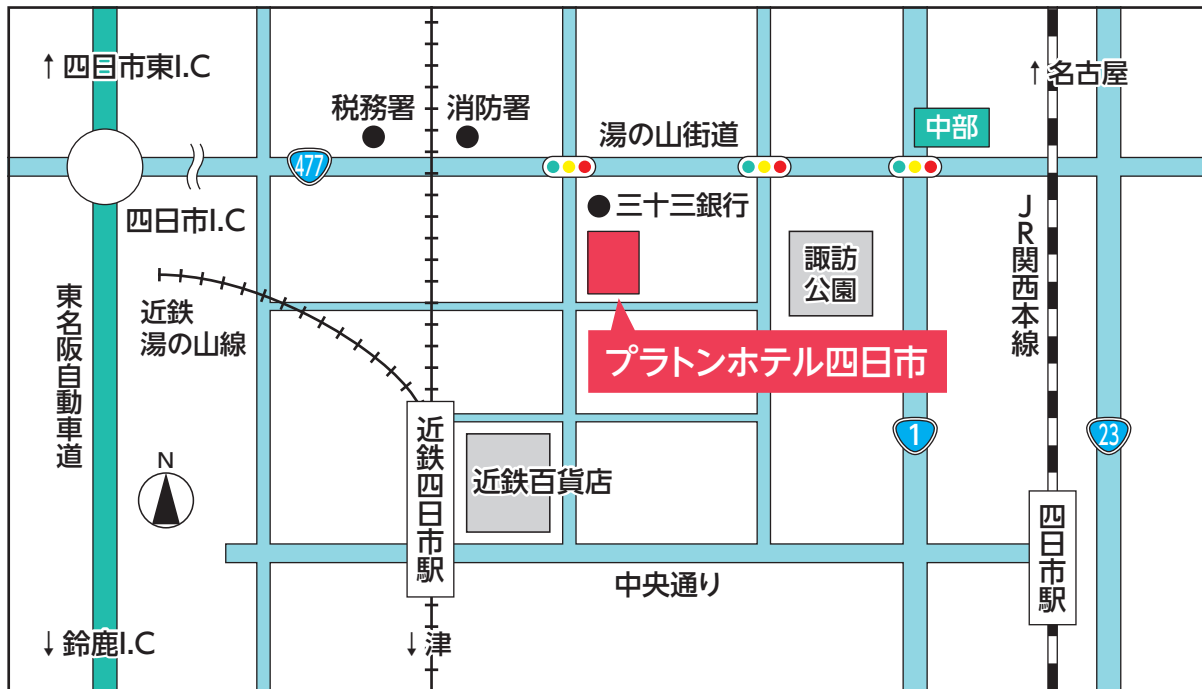 ↑四日市東I.C
↑名古屋
税務署
消防署
湯の山街道
中部
477
三十三銀行
四日市I.C
諏訪
公園
JR関西本線
東名阪自動車道
近鉄
湯の山線
プラトンホテル四日市
1
23
近鉄四日市駅
近鉄百貨店
N
四日市駅
中央通り
↓鈴鹿I.C
↓津